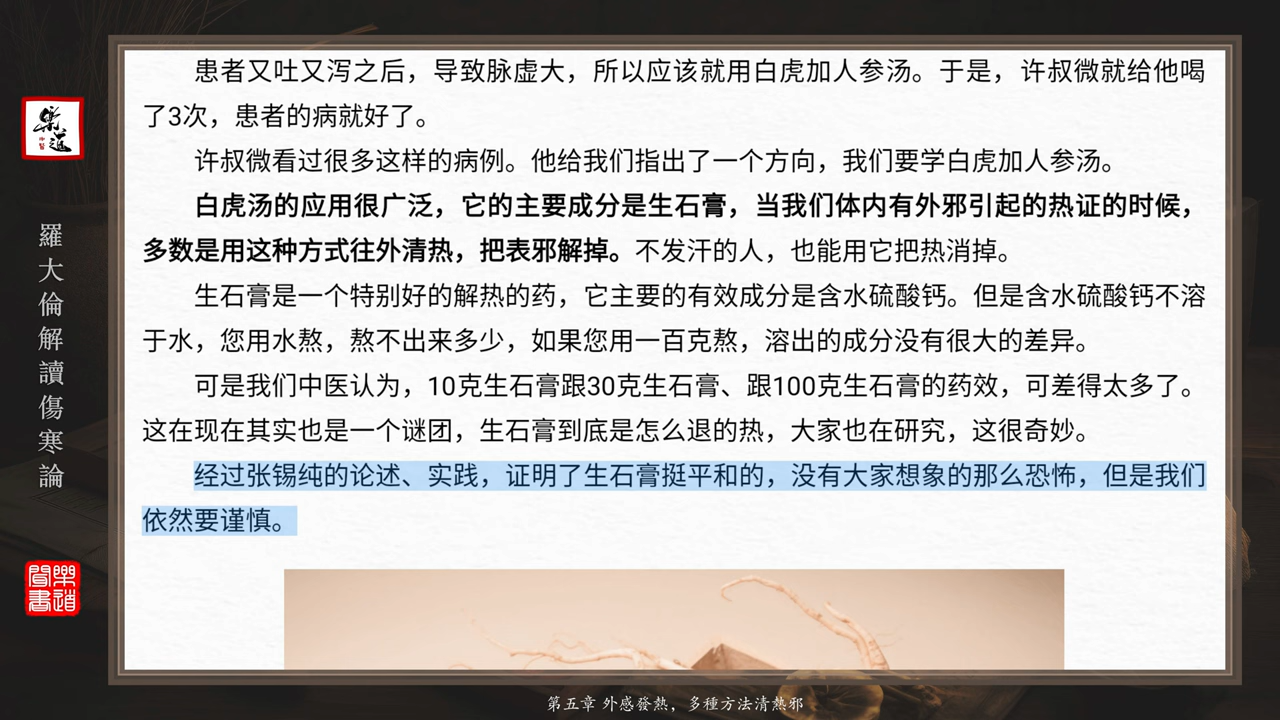 患者又吐又泻之后，导致脉虚大，所以应该就用白虎加人参汤。于是，许叔微就给他喝
了3次，患者的病就好了。
许叔微看过很多这样的病例。他给我们指出了一个方向，我们要学白虎加人参汤。
白虎汤的应用很广泛，它的主要成分是生石膏，当我们体内有外邪引起的热证的时候，
多数是用这种方式往外清热，把表邪解掉。不发汗的人，也能用它把热消掉。
生石膏是一个特别好的解热的药，它主要的有效成分是含水硫酸钙。但是含水硫酸钙不溶
于水，您用水熬，熬不出来多少，如果您用一百克熬，溶出的成分没有很大的差异。
可是我们中医认为，10克生石膏跟30克生石膏、跟100克生石膏的药效，可差得太多了。
这在现在其实也是一个谜团，生石膏到底是怎么退的热，大家也在研究，这很奇妙。
经过张锡纯的论述、实践，证明了生石膏挺平和的，没有大家想象的那么恐怖，但是我们
依然要谨慎。
樂道
中醫
羅大倫解讀傷寒論
樂道
聞書
第五章 外感發熱，多種方法清熱邪